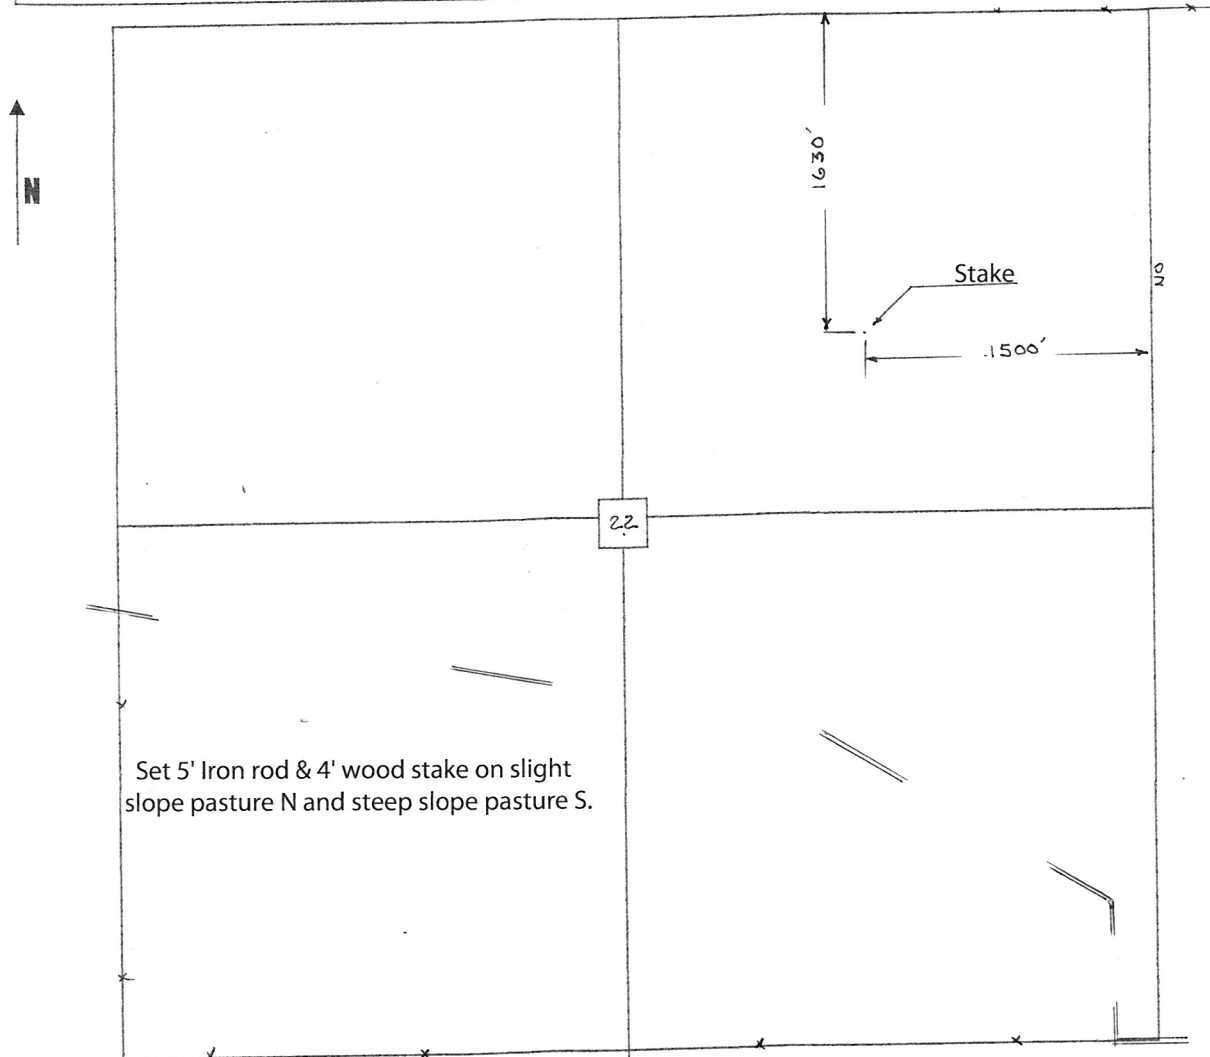 1630'
N
Stake
NO
1500'
22
Set 5' Iron rod & 4' wood stake on slight
slope pasture N and steep slope pasture S.